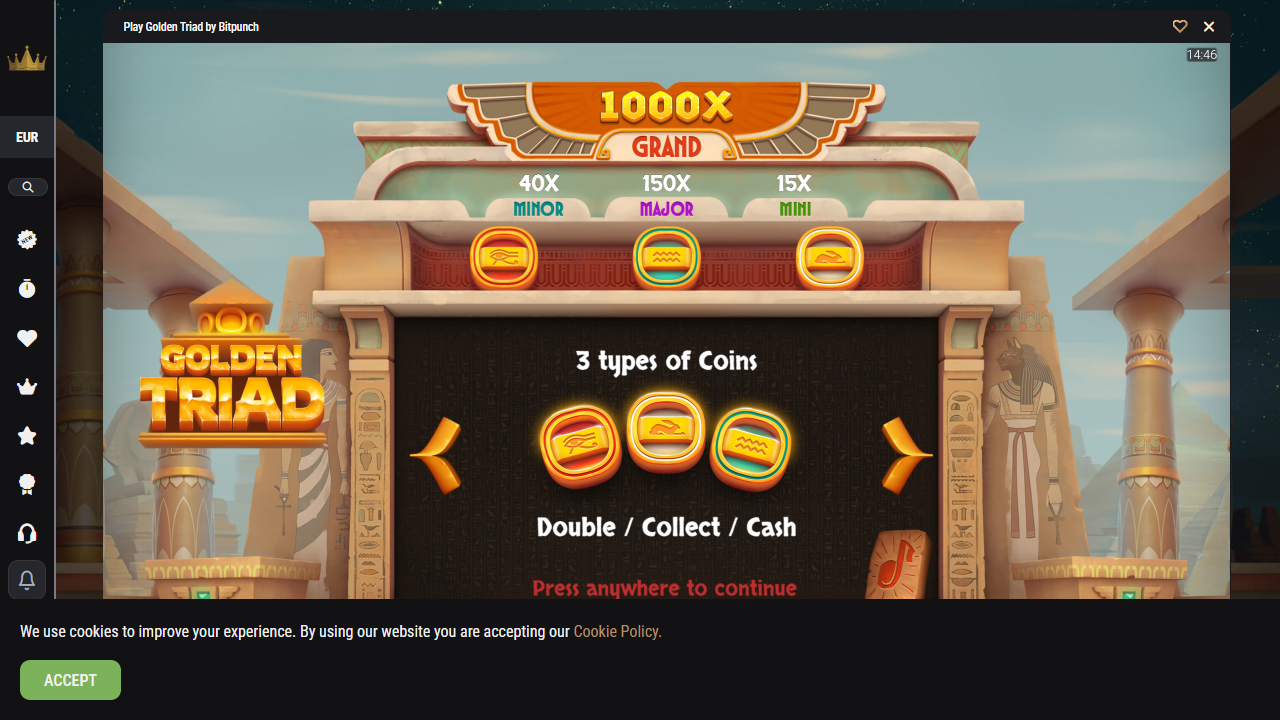 Play Golden Triad by Bitpunch
14:46
EUR
NEW
1000X
GRAND
40X
150X
15X
MINOR
MAJOR
MINI
GOLDEN
TRIAD
3 types of Coins
Double / Collect / Cash
Press anywhere to continue
We use cookies to improve your experience. By using our website you are accepting our Cookie Policy.
ACCEPT